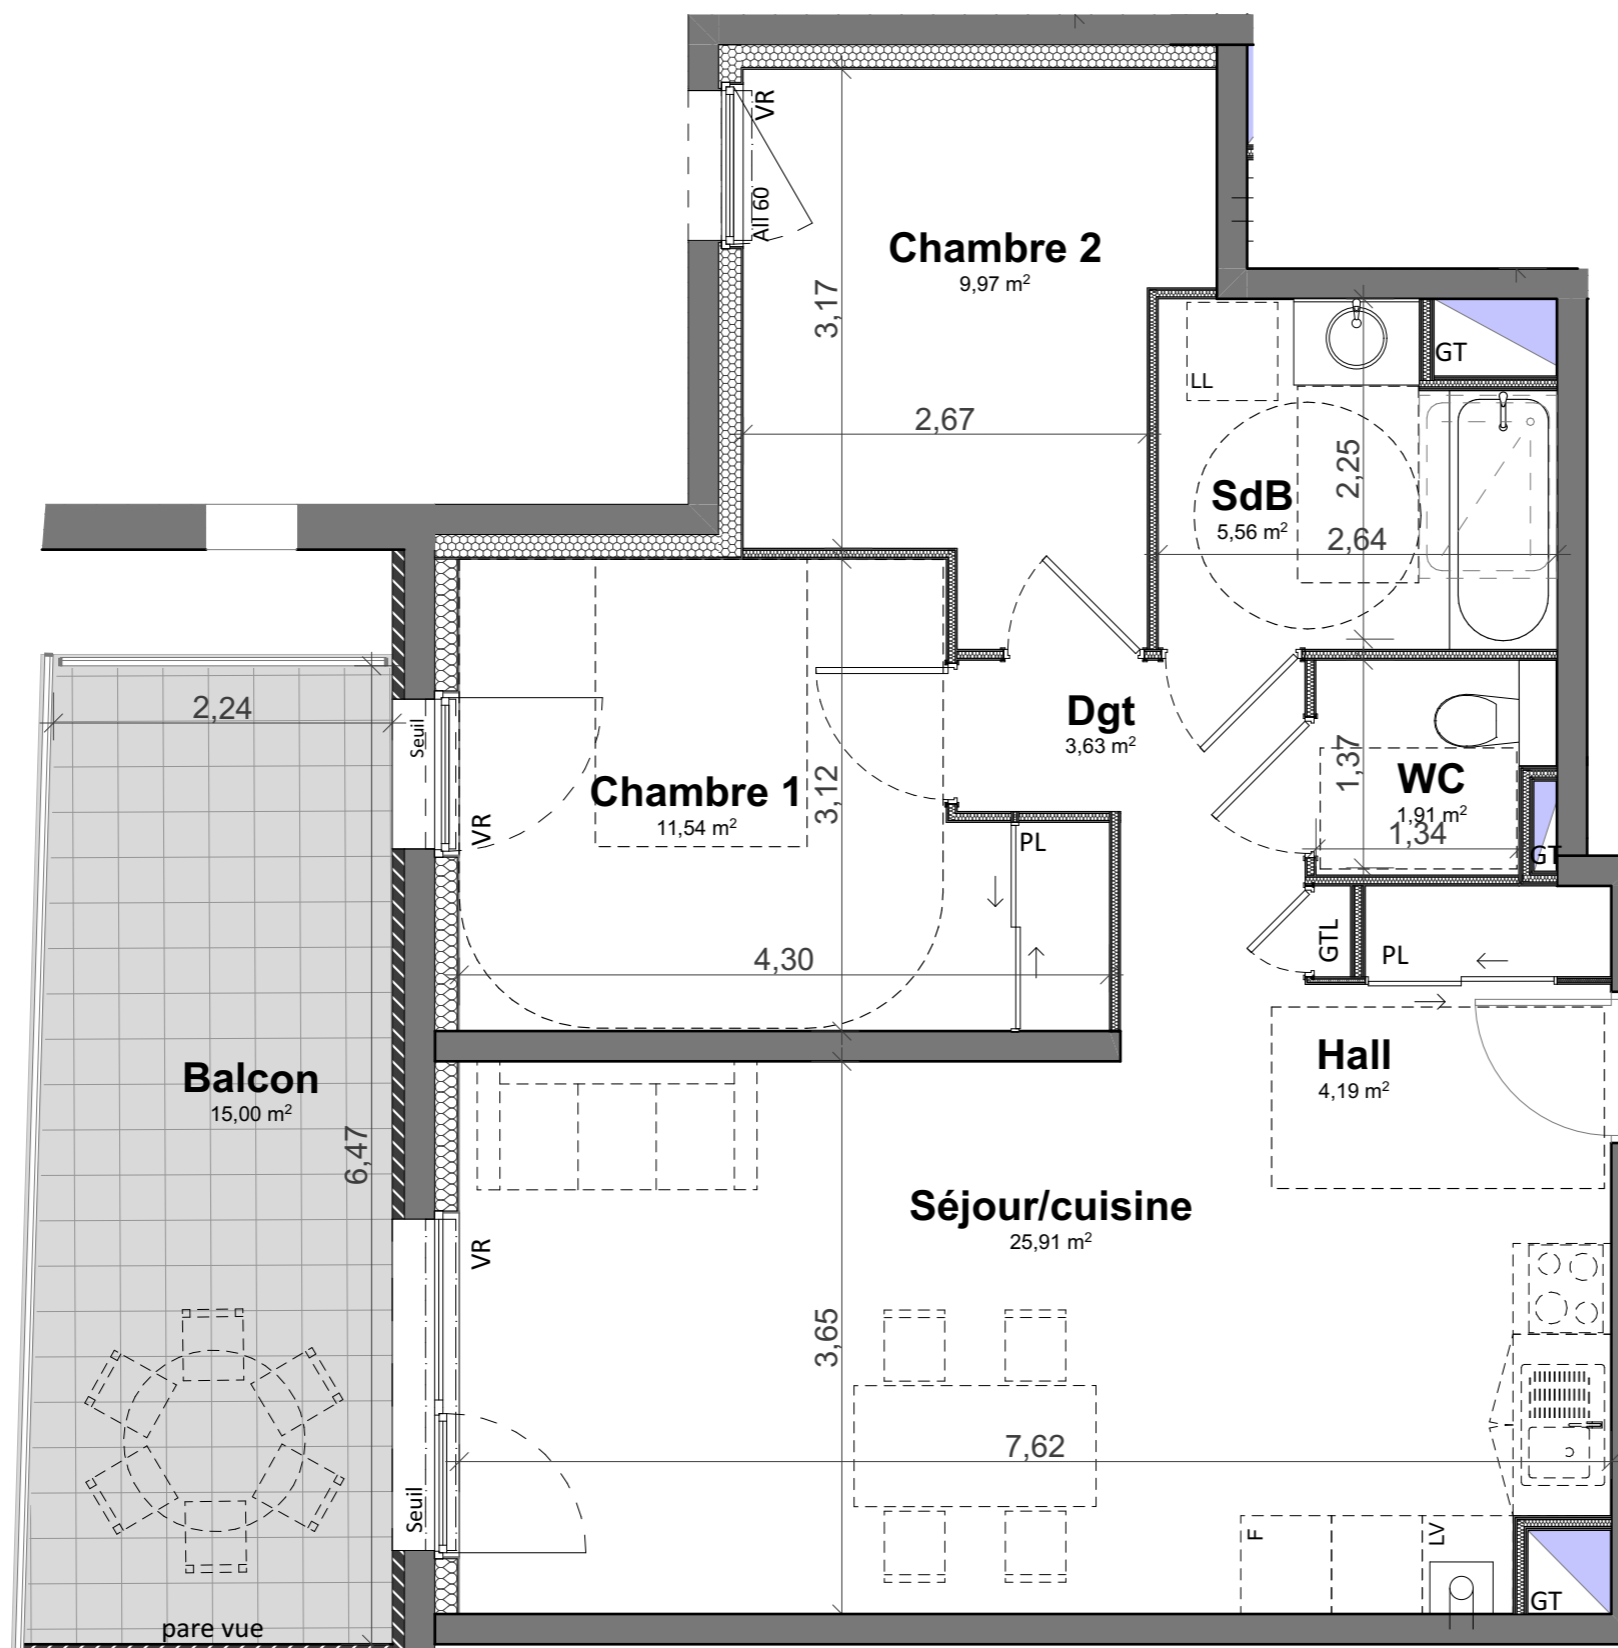 VR
All 60
Chambre 2
9,97 m²
3,17
2,67
LL
GT
SdB
5,56 m²
2,25
2,64
2,24
Seuil
VR
Chambre 1
11,54 m²
3,12
4,30
PL
Dgt
3,63 m²
1,37
WC
1,91 m²
1,34
GT
GTL
PL
Hall
4,19 m²
Balcon
15,00 m²
6,47
Séjour/cuisine
25,91 m²
VR
3,65
7,62
Seuil
F
LV
GT
pare vue